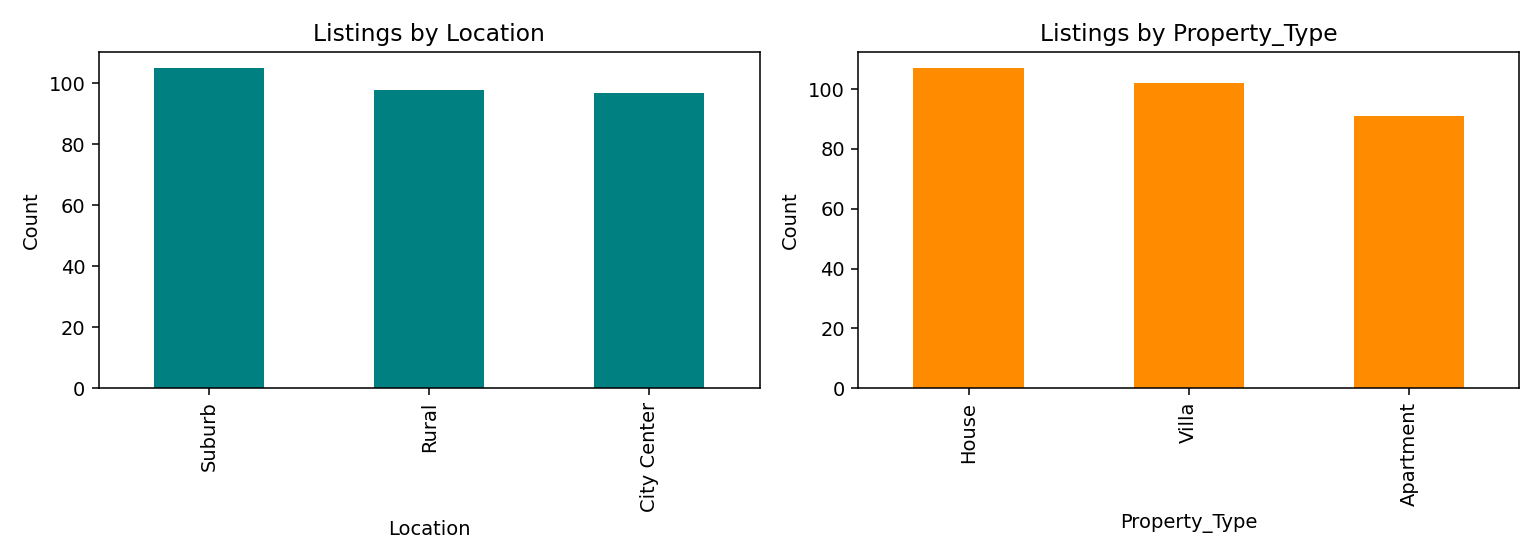 Listings by Location
100
80
60
40
20
0
Count
Suburb
Rural
City Center
Location
Listings by Property_Type
100
80
60
40
20
0
Count
House
Villa
Apartment
Property_Type